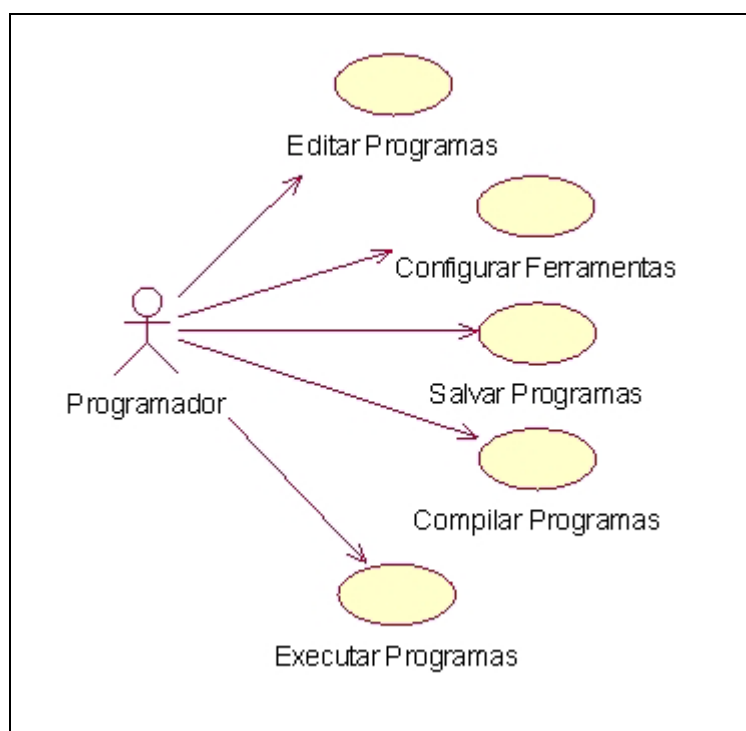 Editar Programas
Configurar Ferramentas
Salvar Programas
Programador
Compilar Programas
Executar Programas